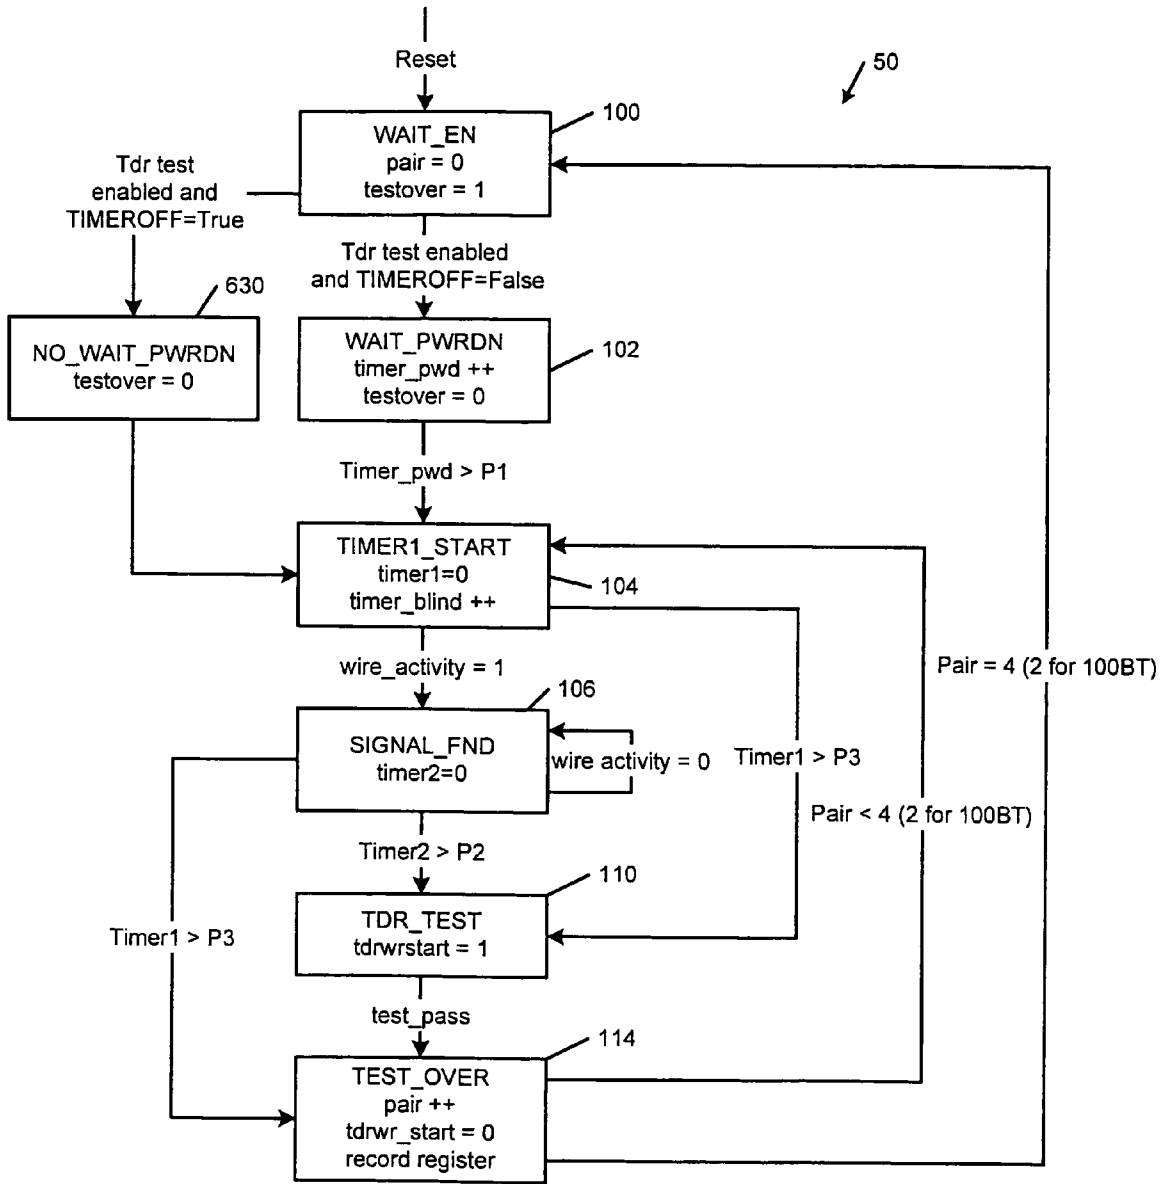 Reset
50
100
WAIT_EN
pair = 0
testover = 1
Tdr test
enabled and
TIMEROFF=True
Tdr test enabled
and TIMEROFF=False
630
NO_WAIT_PWRDN
testover = 0
102
WAIT_PWRDN
timer_pwd ++
testover = 0
Timer_pwd > P1
TIMER1_START
timer1=0
timer_blind ++
104
wire_activity = 1
106
SIGNAL_FND
timer2=0
wire activity = 0
Timer1 > P3
Pair = 4 (2 for 100BT)
Pair < 4 (2 for 100BT)
Timer2 > P2
110
TDR_TEST
tdrwrstart = 1
Timer1 > P3
test_pass
114
TEST_OVER
pair ++
tdrwr_start = 0
record register